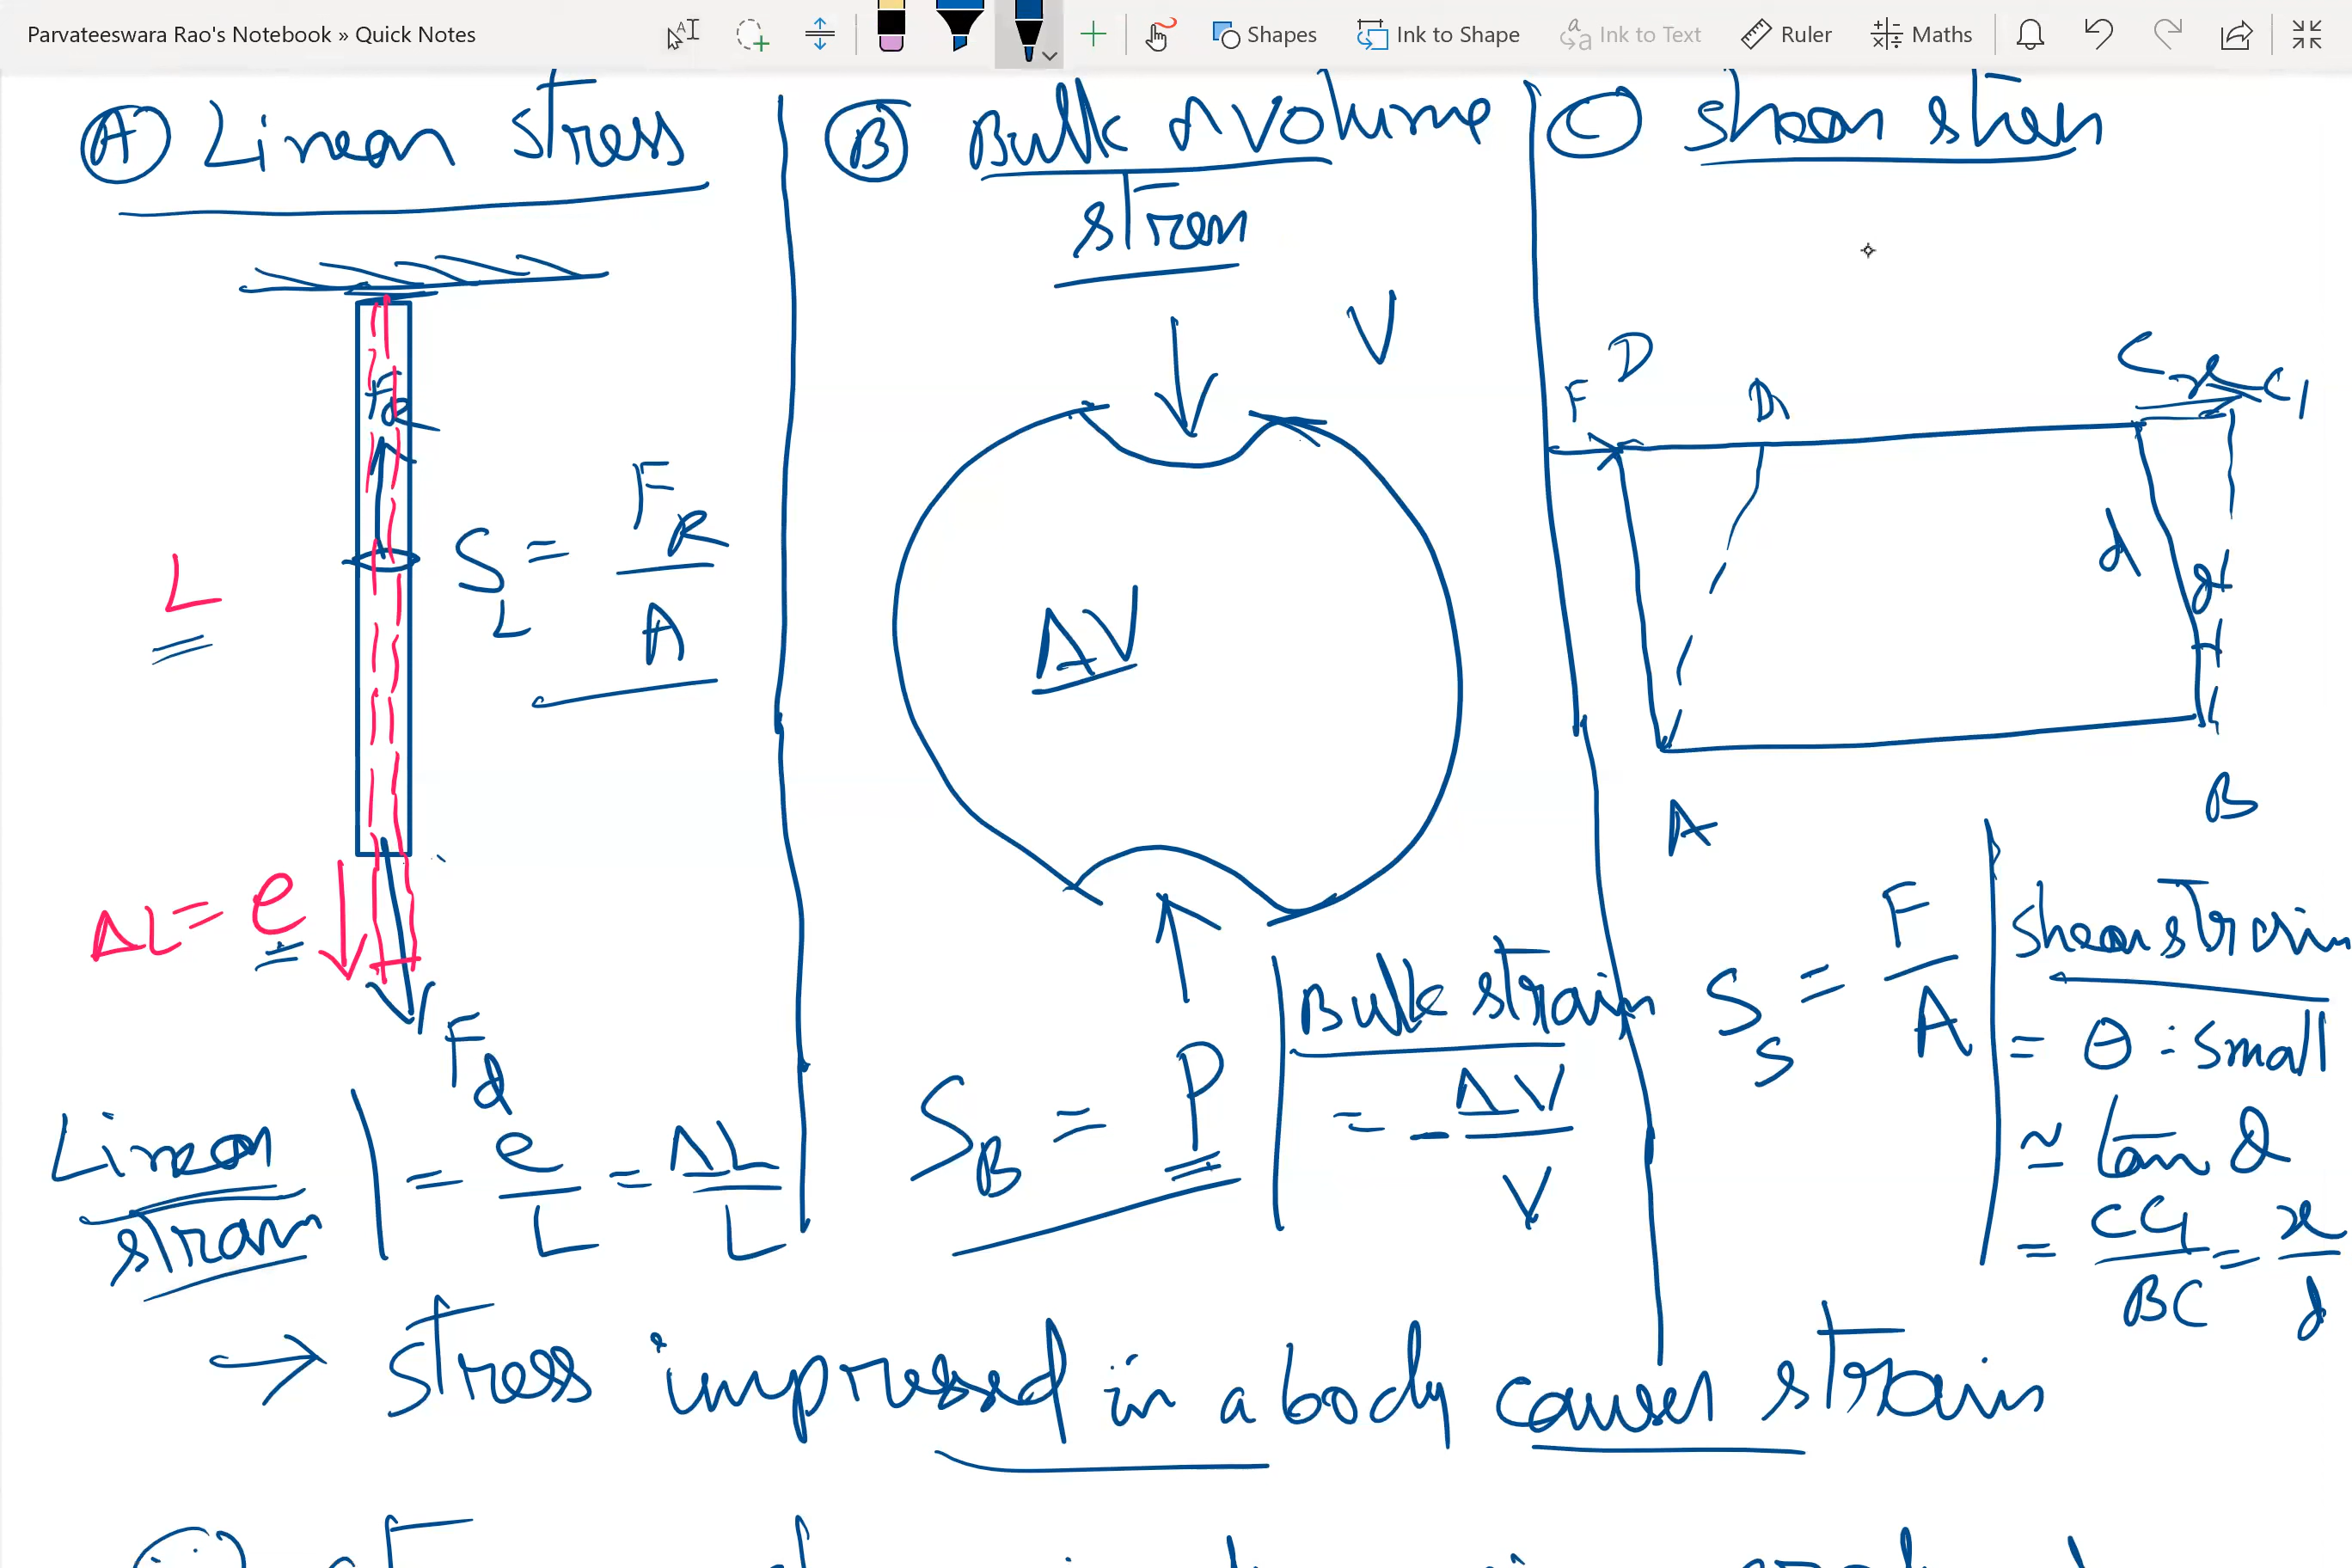 Parvateeswara Rao's Notebook » Quick Notes
Shapes Ink to Shape Ink to Text Ruler Maths
(A) Linear stress
L
F_R
S_L = F_R / A
ΔL = e
F_d
Linear strain | = e / L = ΔL / L
(B) Bulk or volume
stress
V
ΔV
S_B = P
Bulk strain
= - ΔV / V
(C) Shear stress
F D D C x C1
d d
A B
S_s = F / A
Shear strain
= θ : small
≃ tan θ
= CC1 / BC = x / d
→ stress impressed in a body causes strain